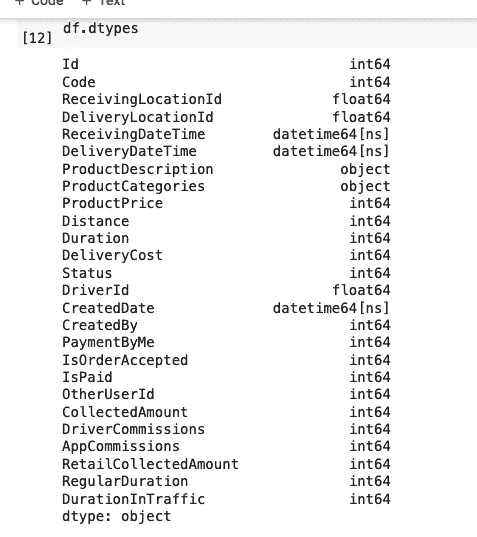 + Code + Text
[12] df.dtypes
Id int64
Code int64
ReceivingLocationId float64
DeliveryLocationId float64
ReceivingDateTime datetime64[ns]
DeliveryDateTime datetime64[ns]
ProductDescription object
ProductCategories object
ProductPrice int64
Distance int64
Duration int64
DeliveryCost int64
Status int64
DriverId float64
CreatedDate datetime64[ns]
CreatedBy int64
PaymentByMe int64
IsOrderAccepted int64
IsPaid int64
OtherUserId int64
CollectedAmount int64
DriverCommissions int64
AppCommissions int64
RetailCollectedAmount int64
RegularDuration int64
DurationInTraffic int64
dtype: object